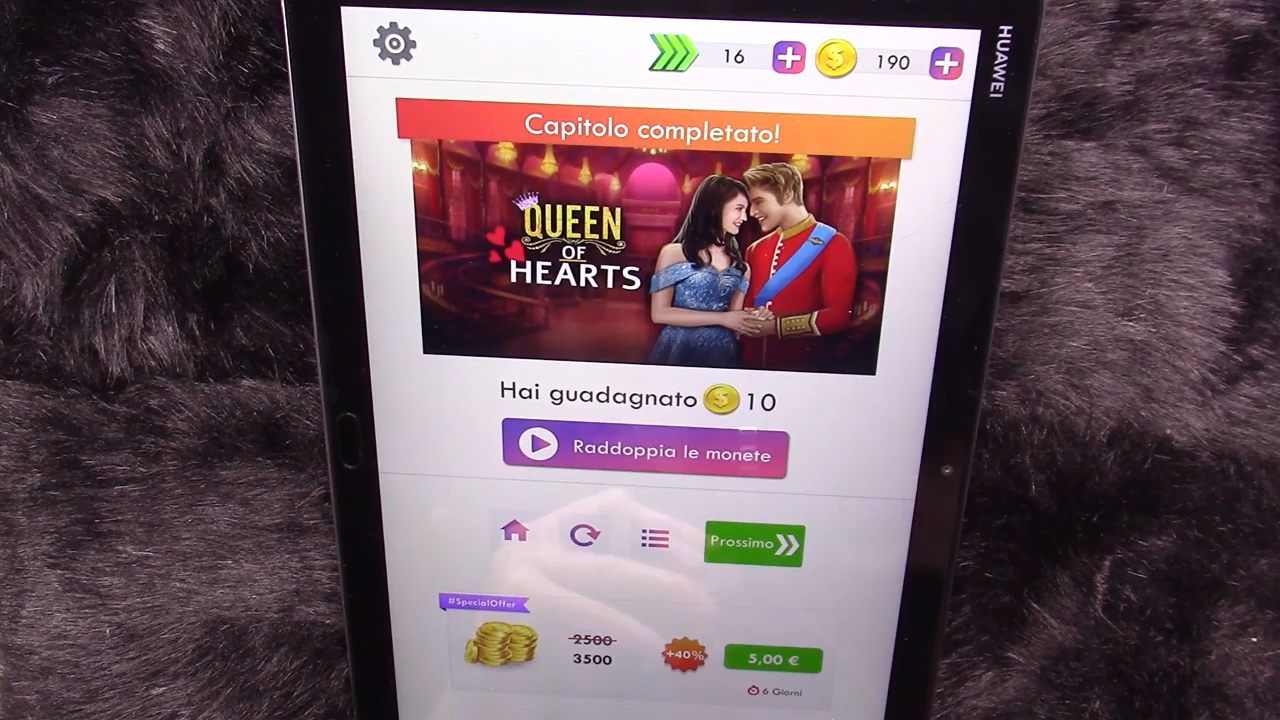 16
190
HUAWEI
Capitolo completato!
QUEEN
OF
HEARTS
Hai guadagnato 10
Raddoppia le monete
Prossimo
#SpecialOffer
2500
3500
+40%
5,00 €
6 Giorni